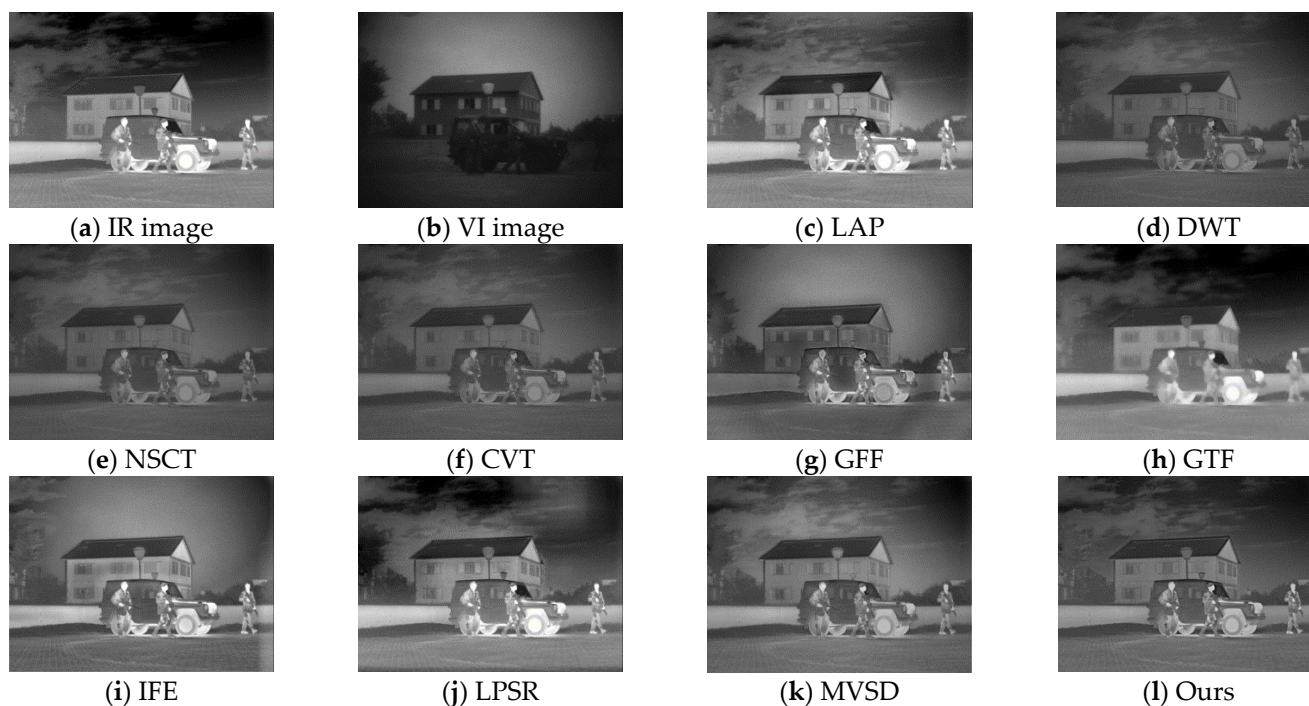 (a) IR image
(b) VI image
(c) LAP
(d) DWT
(e) NSCT
(f) CVT
(g) GFF
(h) GTF
(i) IFE
(j) LPSR
(k) MVSD
(l) Ours